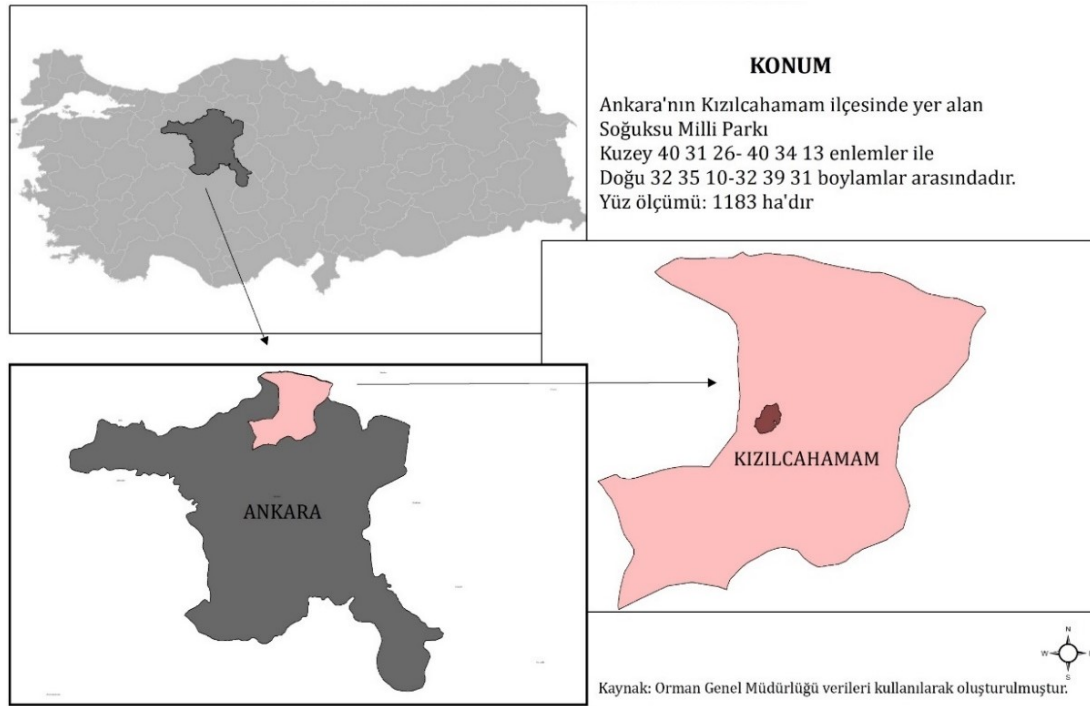 KONUM
Ankara'nın Kızılcahamam ilçesinde yer alan
Soğuksu Milli Parkı
Kuzey 40 31 26- 40 34 13 enlemler ile
Doğu 32 35 10-32 39 31 boylamlar arasındadır.
Yüz ölçümü: 1183 ha'dır
KIZILCAHAMAM
ANKARA
N
W
S
Kaynak: Orman Genel Müdürlüğü verileri kullanılarak oluşturulmuştur.